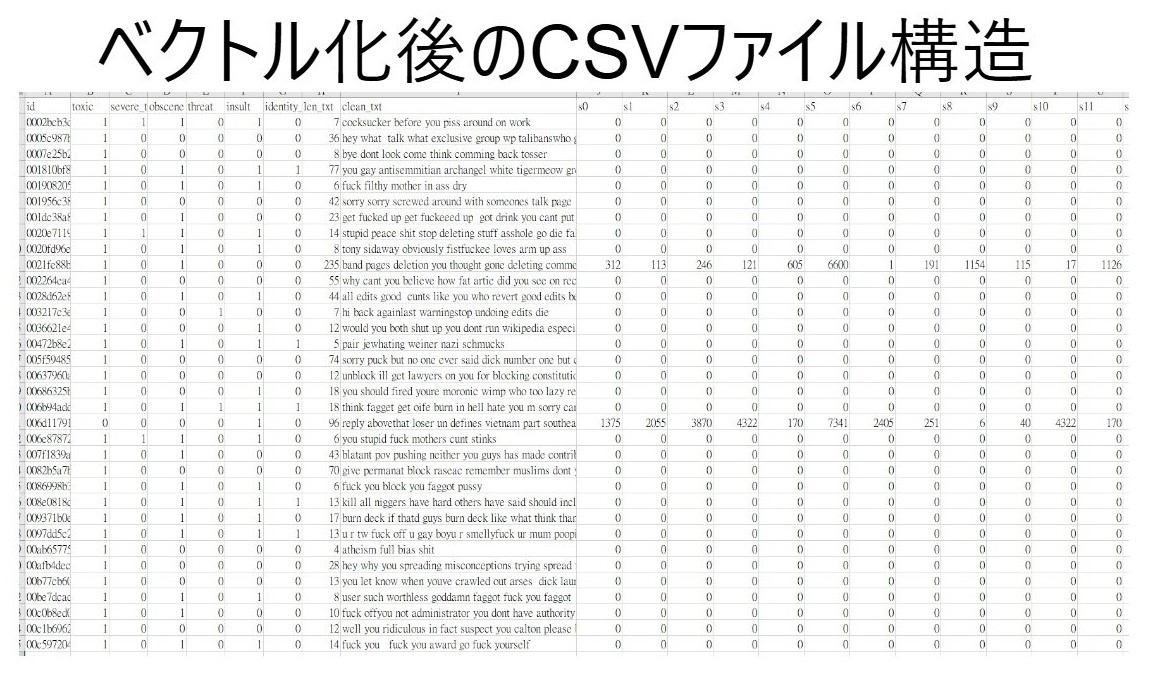 ベクトル化後のCSVファイル構造
id toxic severe_t obscene threat insult identity_ len_txt clean_txt s0 s1 s2 s3 s4 s5 s6 s7 s8 s9 s10 s11 s
0002bcb3c 1 1 1 0 1 0 7 cocksucker before you piss around on work 0 0 0 0 0 0 0 0 0 0 0 0
0005c987b 1 0 0 0 0 0 36 hey what talk what exclusive group wp talibanswho g 0 0 0 0 0 0 0 0 0 0 0 0
0007e25b2 1 0 0 0 0 0 8 bye dont look come think comming back tosser 0 0 0 0 0 0 0 0 0 0 0 0
001810bf8 1 0 1 0 1 1 77 you gay antisemmitian archangel white tigermeow gr 0 0 0 0 0 0 0 0 0 0 0 0
001908205 1 0 1 0 1 0 6 fuck filthy mother in ass dry 0 0 0 0 0 0 0 0 0 0 0 0
001956c38 1 0 0 0 0 0 42 sorry sorry screwed around with someones talk page 0 0 0 0 0 0 0 0 0 0 0 0
001dc38a8 1 0 1 0 0 0 23 get fucked up get fuckeeed up got drink you cant put 0 0 0 0 0 0 0 0 0 0 0 0
0020e7119 1 1 1 0 1 0 14 stupid peace shit stop deleting stuff asshole go die fa 0 0 0 0 0 0 0 0 0 0 0 0
0020fd96e 1 0 1 0 1 0 8 tony sidaway obviously fistfuckee loves arm up ass 0 0 0 0 0 0 0 0 0 0 0 0
0021fe88b 1 0 1 0 0 0 235 band pages deletion you thought gone deleting comme 312 113 246 121 605 6600 1 191 1154 115 17 1126
002264ea4 1 0 0 0 0 0 55 why cant you believe how fat artic did you see on rec 0 0 0 0 0 0 0 0 0 0 0 0
0028d62e8 1 0 1 0 1 0 44 all edits good cunts like you who revert good edits be 0 0 0 0 0 0 0 0 0 0 0 0
003217c3e 1 0 0 1 0 0 7 hi back againlast warningstop undoing edits die 0 0 0 0 0 0 0 0 0 0 0 0
0036621e4 1 0 0 0 1 0 12 would you both shut up you dont run wikipedia especi 0 0 0 0 0 0 0 0 0 0 0 0
00472b8e2 1 0 1 0 1 1 5 pair jewhating weiner nazi schmucks 0 0 0 0 0 0 0 0 0 0 0 0
005f59485 1 0 0 0 0 0 74 sorry puck but no one ever said dick number one but 0 0 0 0 0 0 0 0 0 0 0 0
00637960 1 0 0 0 0 0 12 unblock ill get lawyers on you for blocking constitutic 0 0 0 0 0 0 0 0 0 0 0 0
00686325b 1 0 0 0 1 0 18 you should fired youre moronic wimp who too lazy re 0 0 0 0 0 0 0 0 0 0 0 0
006b94add 1 0 1 1 1 1 18 think fagget get oife burn in hell hate you m sorry ca 0 0 0 0 0 0 0 0 0 0 0 0
006d11791 0 0 0 0 1 0 96 reply abovethat loser un defines vietnam part southea 1375 2055 3870 4322 170 7341 2405 251 6 40 4322 170
006e87872 1 1 1 0 1 0 6 you stupid fuck mothers cunt stinks 0 0 0 0 0 0 0 0 0 0 0 0
007f1839a 1 0 0 0 0 0 43 blatant pov pushing neither you guys has made contril 0 0 0 0 0 0 0 0 0 0 0 0
0082b5a7b 1 0 0 0 0 0 70 give permanat block raseac remember muslims dont 0 0 0 0 0 0 0 0 0 0 0 0
0086998b 1 0 1 0 1 0 6 fuck you block you faggot pussy 0 0 0 0 0 0 0 0 0 0 0 0
008e0818c 1 0 1 0 1 1 13 kill all niggers have hard others have said should incl 0 0 0 0 0 0 0 0 0 0 0 0
009371b0e 1 0 1 0 1 0 17 burn deck if thatd guys burn deck like what think than 0 0 0 0 0 0 0 0 0 0 0 0
0097dd5c2 1 0 1 0 1 1 13 u r tw fuck off u gay boyu r smellyfuck ur mum poopi 0 0 0 0 0 0 0 0 0 0 0 0
00ab65775 1 0 0 0 0 0 4 atheism full bias shit 0 0 0 0 0 0 0 0 0 0 0 0
00afb4dec 1 0 0 0 0 0 28 hey why you spreading misconceptions trying spread 0 0 0 0 0 0 0 0 0 0 0 0
00b77cb60 1 0 1 0 1 0 13 you let know when youve crawled out arses dick laun 0 0 0 0 0 0 0 0 0 0 0 0
00be7dcac 1 0 1 0 1 0 8 user such worthless goddamn faggot fuck you faggot 0 0 0 0 0 0 0 0 0 0 0 0
00c0b8ed0 1 0 1 0 1 0 10 fuck offyou not administrator you dont have authority 0 0 0 0 0 0 0 0 0 0 0 0
00c1b6962 1 0 0 0 0 0 12 well you ridiculous in fact suspect you calton please 0 0 0 0 0 0 0 0 0 0 0 0
00c597204 1 0 1 0 0 0 14 fuck you fuck you award go fuck yourself 0 0 0 0 0 0 0 0 0 0 0 0